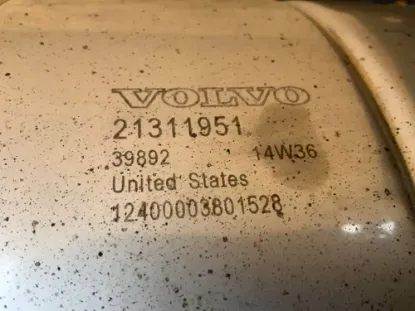 VOLVO
21311951
39892 14W36
United States
12400003801528